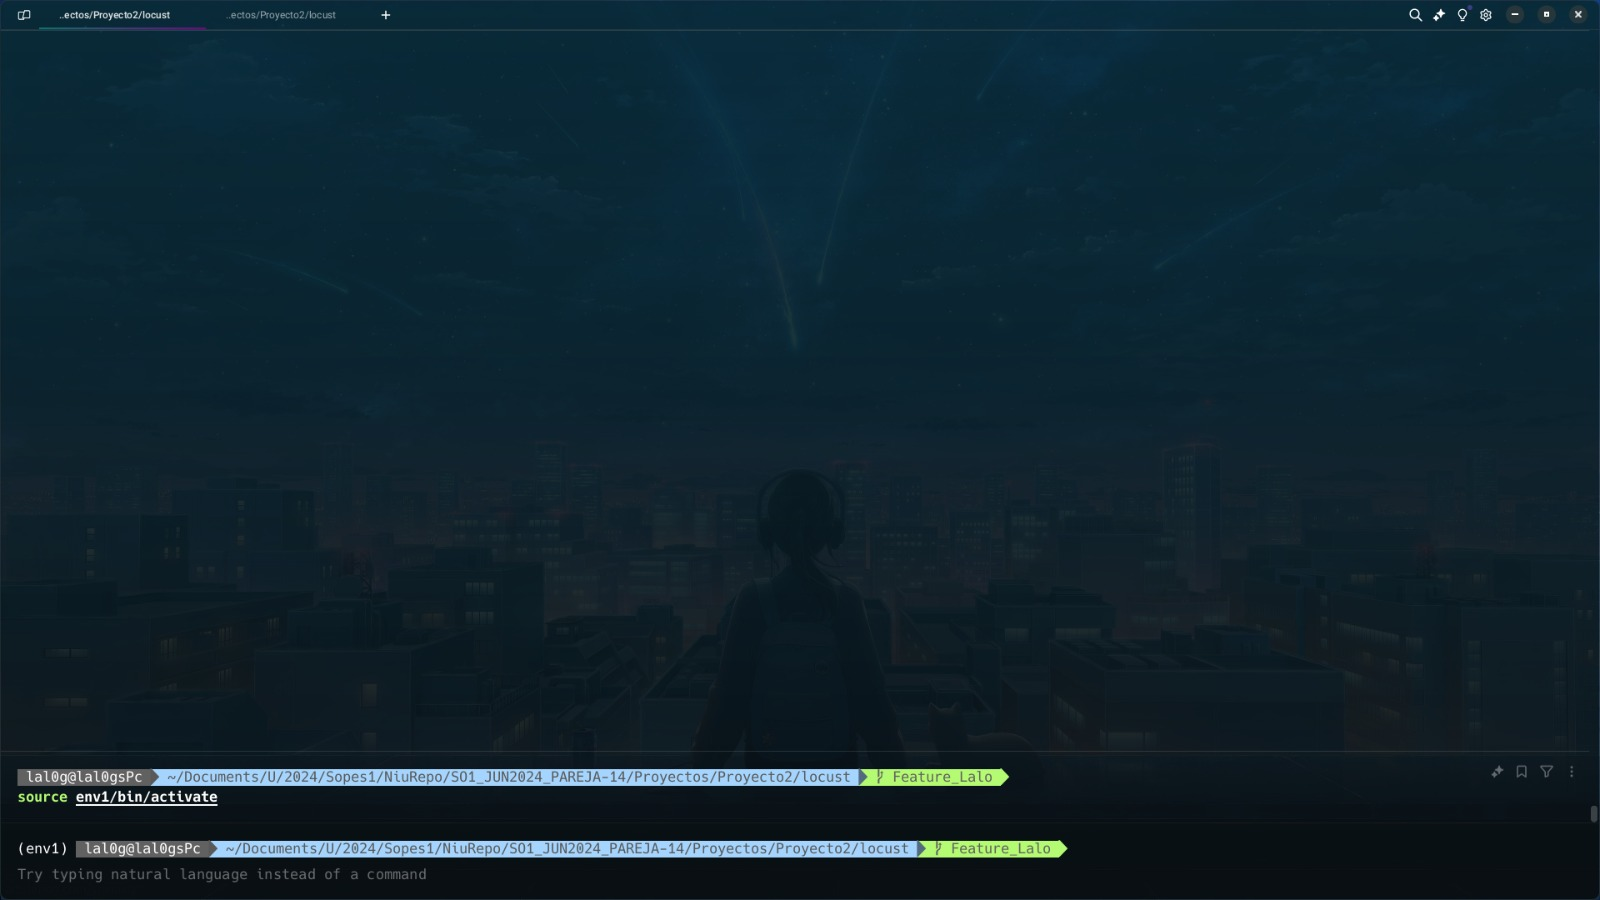 ..ectos/Proyecto2/locust
..ectos/Proyecto2/locust
lal0g@lal0gsPc ~/Documents/U/2024/Sopes1/NiuRepo/SO1_JUN2024_PAREJA-14/Proyectos/Proyecto2/locust Feature_Lalo
source env1/bin/activate
(env1) lal0g@lal0gsPc ~/Documents/U/2024/Sopes1/NiuRepo/SO1_JUN2024_PAREJA-14/Proyectos/Proyecto2/locust Feature_Lalo
Try typing natural language instead of a command